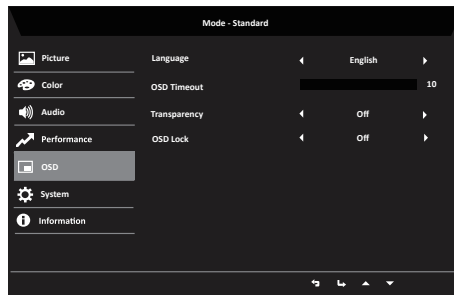 Mode - Standard
Picture
Language English
Color
OSD Timeout 10
Audio
Transparency Off
Performance
OSD Lock Off
OSD
System
Information